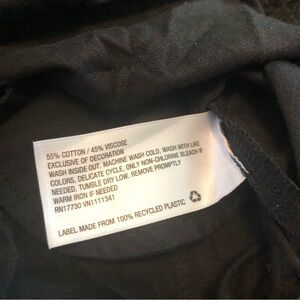 55% COTTON / 45% VISCOSE
EXCLUSIVE OF DECORATION
WASH INSIDE OUT. MACHINE WASH COLD, WASH WITH LIKE
COLORS, DELICATE CYCLE, ONLY NON-CHLORINE BLEACH IF
NEEDED, TUMBLE DRY LOW, REMOVE PROMPTLY
WARM IRON IF NEEDED
RN17730 VN1111341
LABEL MADE FROM 100% RECYCLED PLASTIC